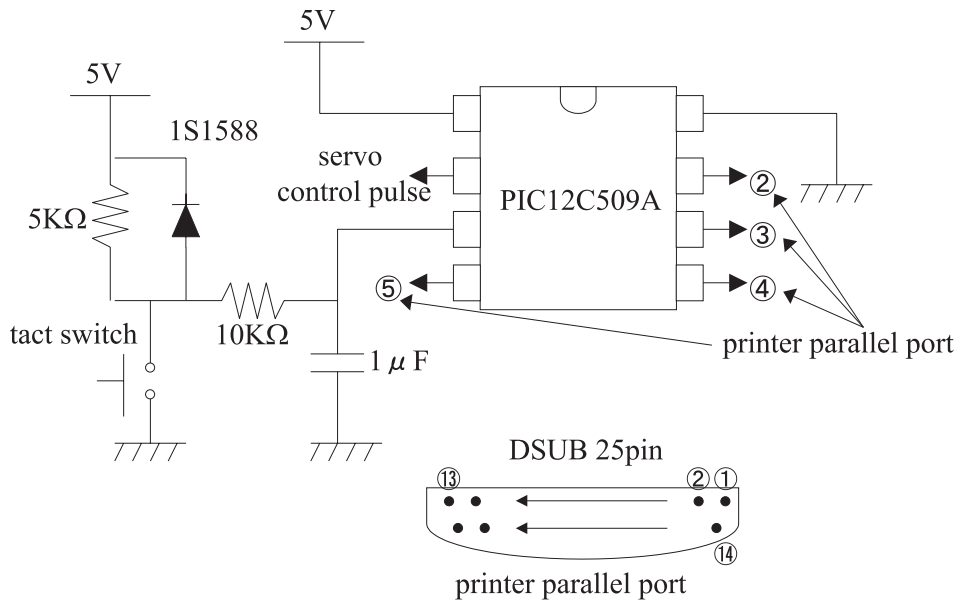 5V
5V
1S1588
5KΩ
servo
control pulse
PIC12C509A
②
③
④
⑤
tact switch
10KΩ
1μF
printer parallel port
DSUB 25pin
⑬ ② ①
⑭
printer parallel port